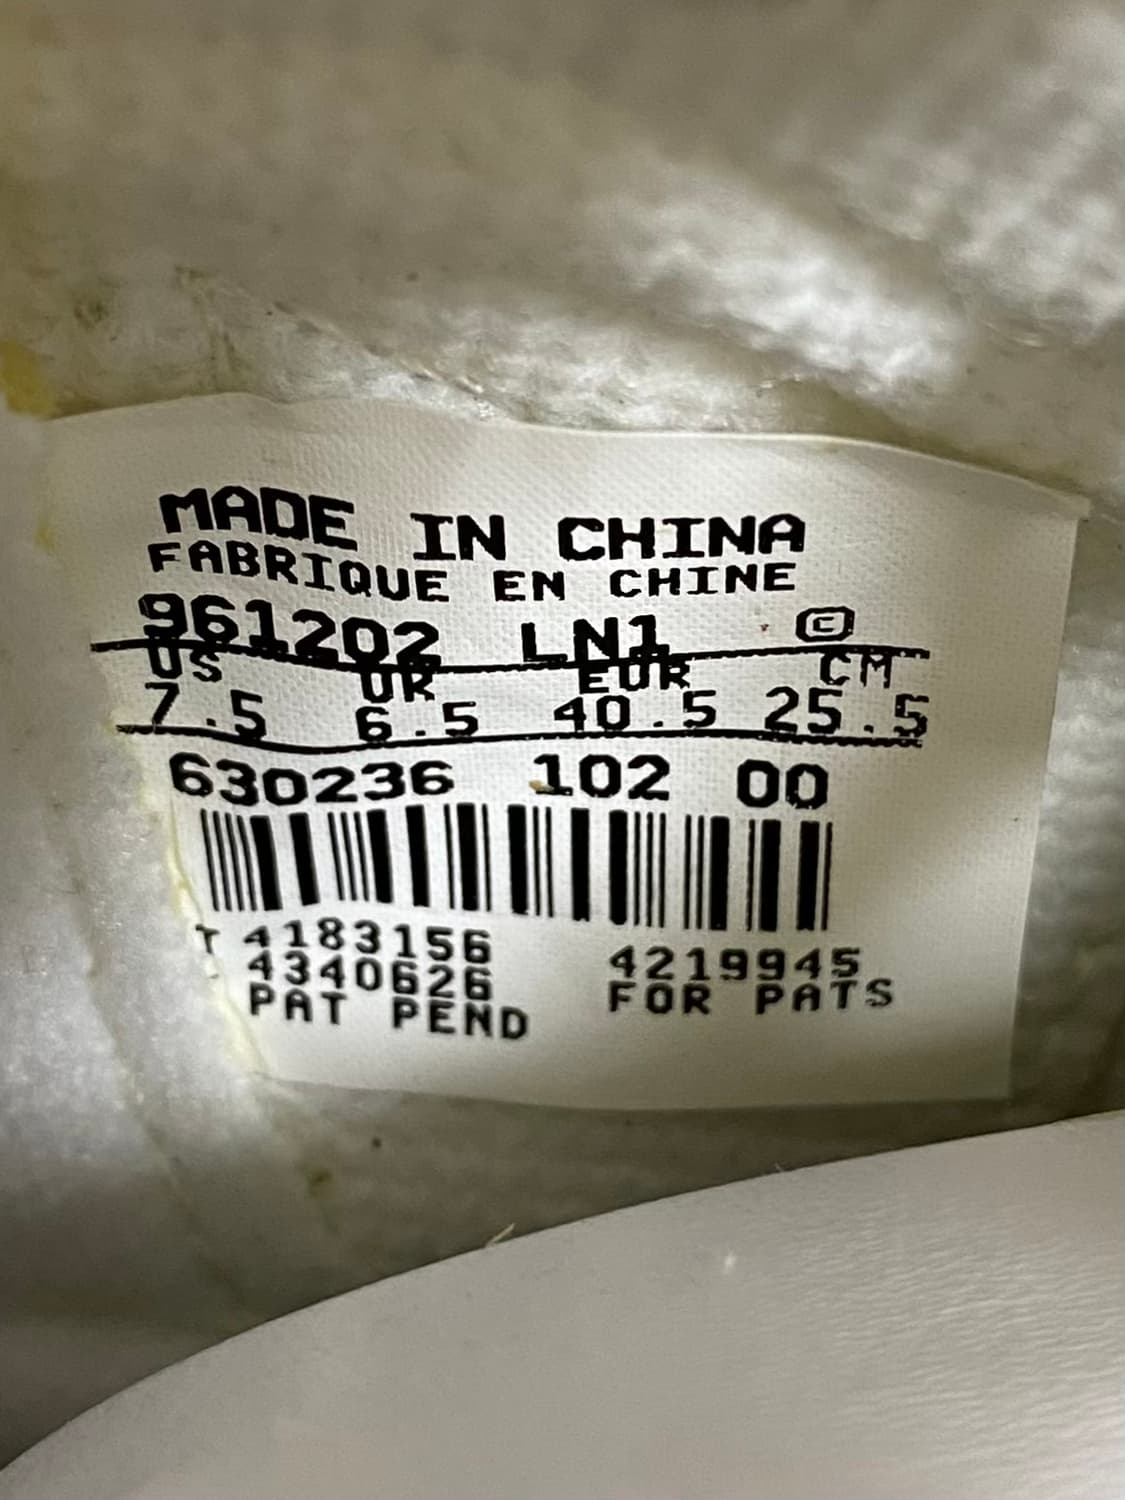 MADE IN CHINA
FABRIQUE EN CHINE
961202 LN1 ©
US UK EUR CM
7.5 6.5 40.5 25.5
630236 102 00
T 4183156 4219945
4340626 FOR PATS
PAT PEND